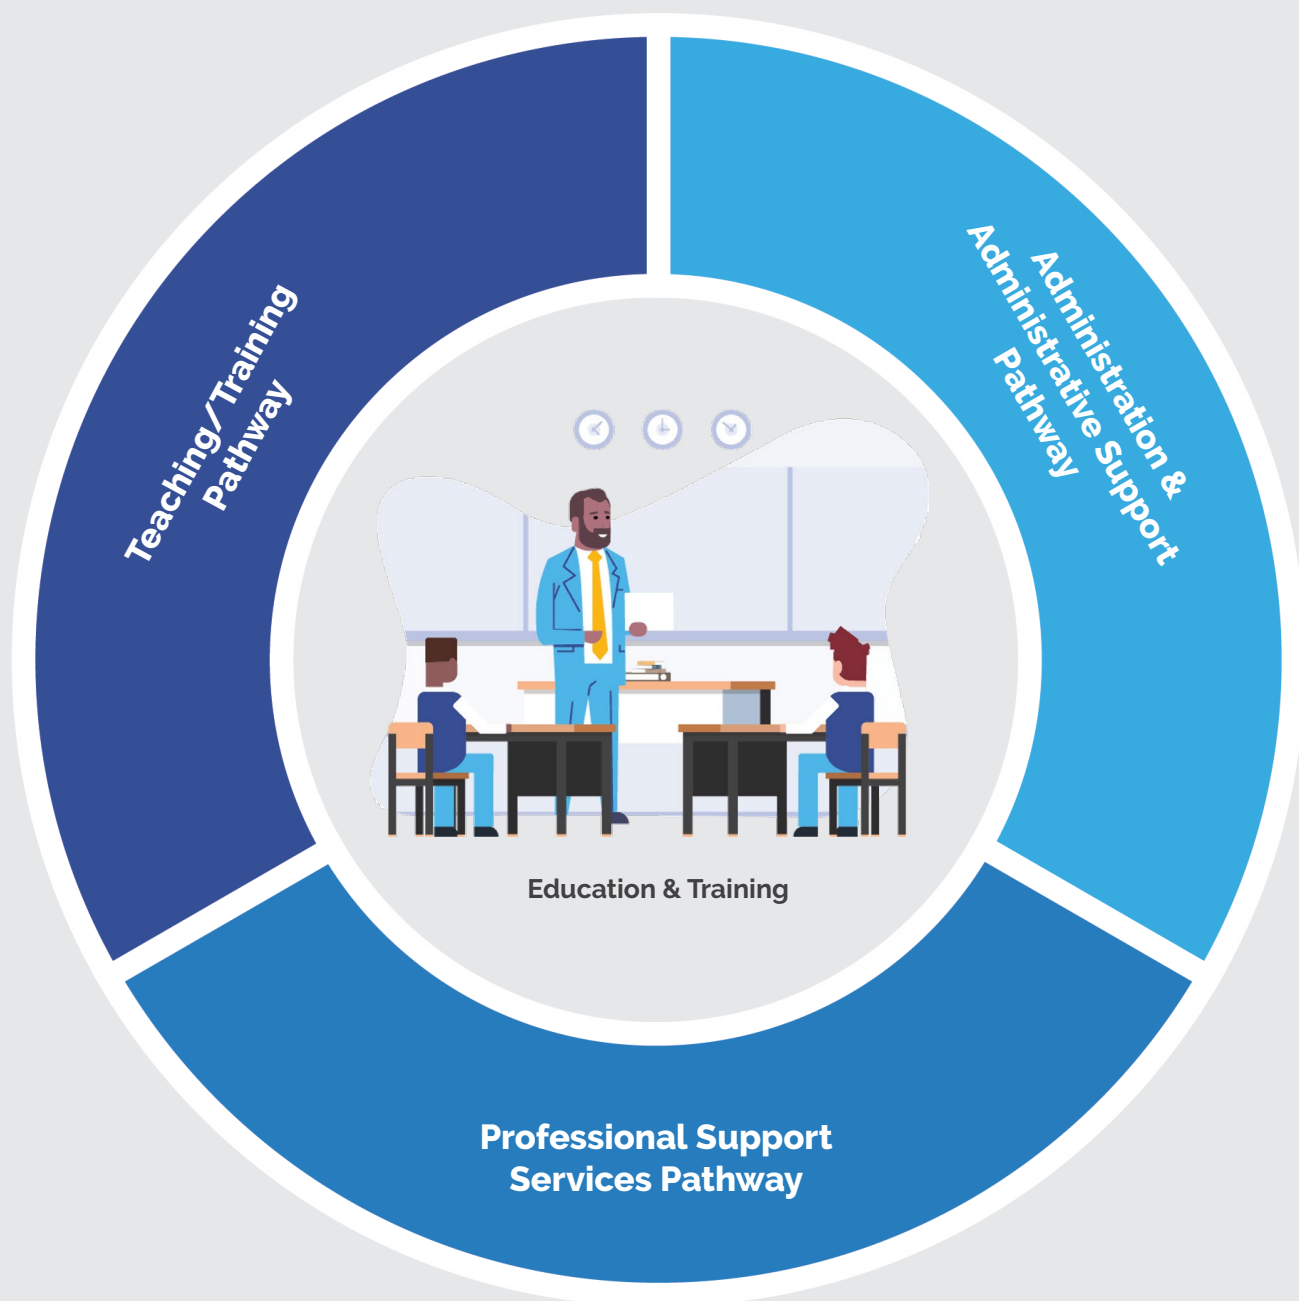 Teaching/Training
Pathway
Administration &
Administrative Support
Pathway
Education & Training
Professional Support
Services Pathway